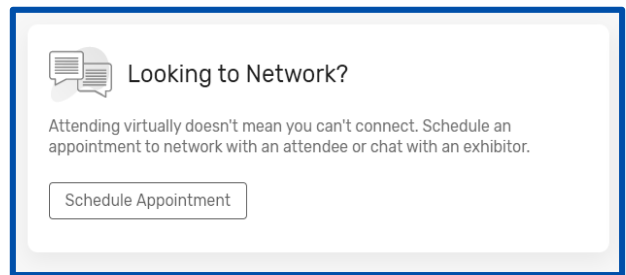 Looking to Network?
Attending virtually doesn't mean you can't connect. Schedule an
appointment to network with an attendee or chat with an exhibitor.
Schedule Appointment